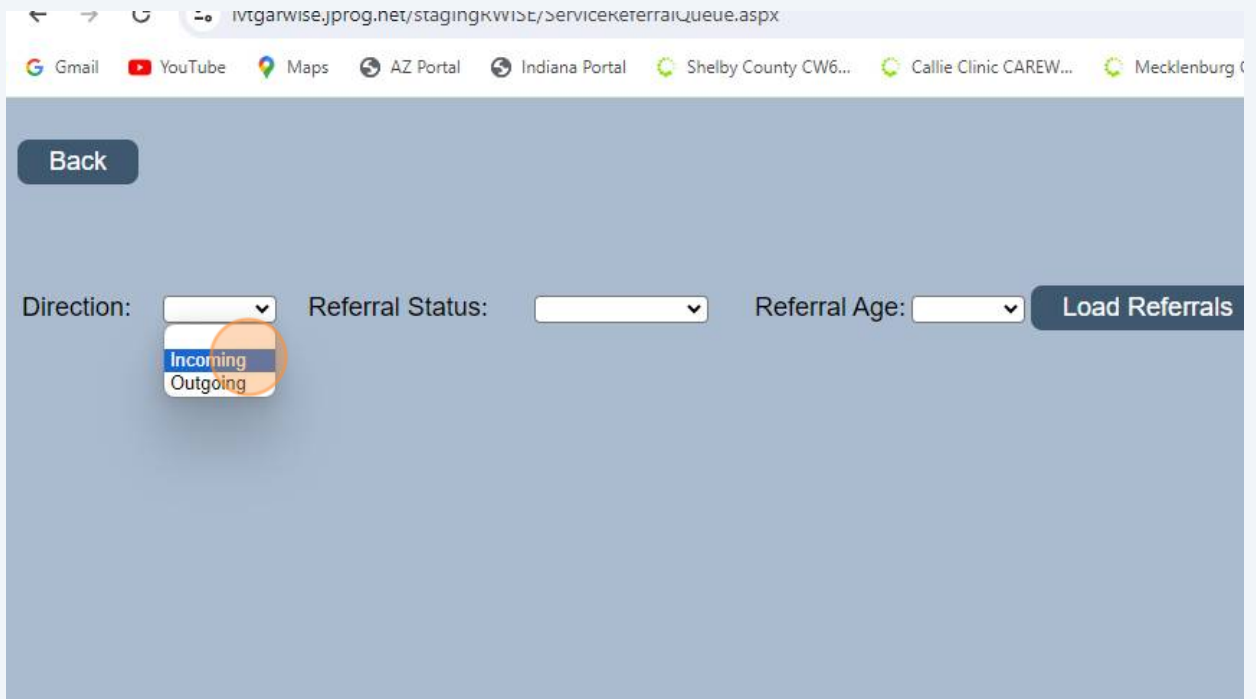 lvtgarwise.jprog.net/stagingRWISE/ServiceReferralQueue.aspx
Gmail YouTube Maps AZ Portal Indiana Portal Shelby County CW6... Callie Clinic CAREW... Mecklenburg
Back
Direction: Referral Status: Referral Age: Load Referrals
Incoming
Outgoing